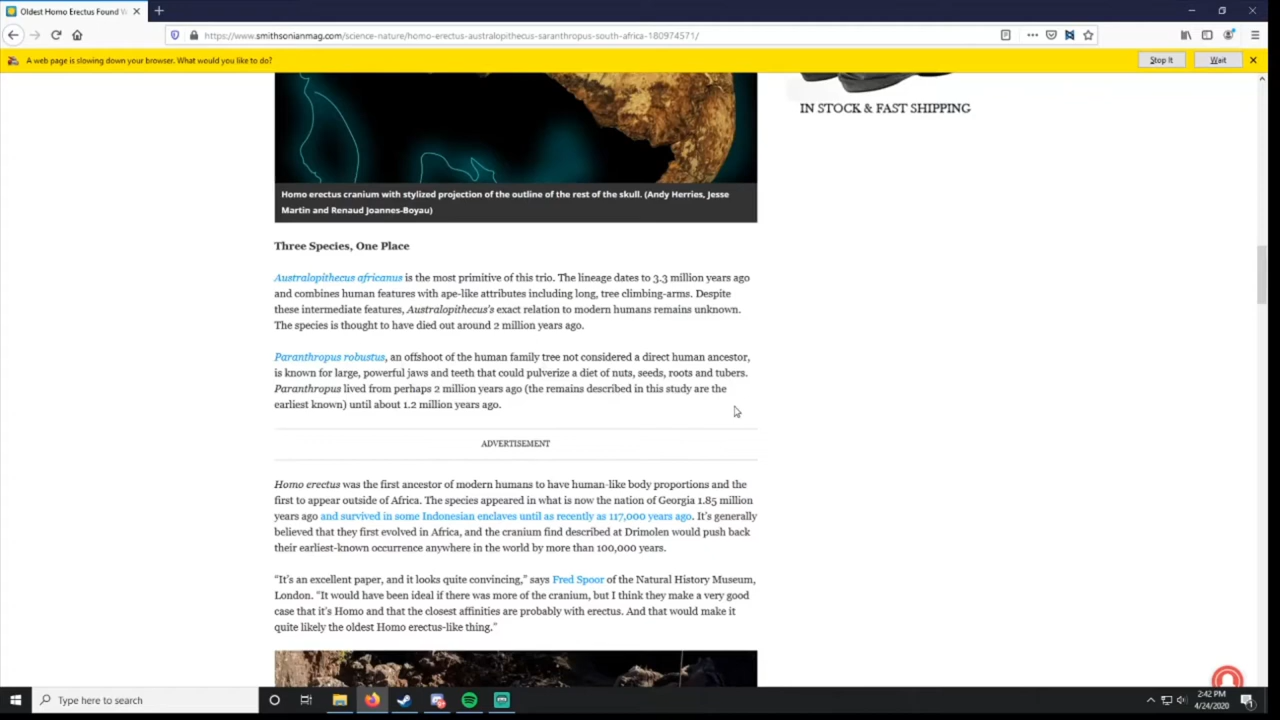 Oldest Homo Erectus Found
https://www.smithsonianmag.com/science-nature/homo-erectus-australopithecus-saranthropus-south-africa-180974571/
A web page is slowing down your browser. What would you like to do?
Stop It
Wait
IN STOCK & FAST SHIPPING
Homo erectus cranium with stylized projection of the outline of the rest of the skull. (Andy Herries, Jesse
Martin and Renaud Joannes-Boyau)
Three Species, One Place
Australopithecus africanus is the most primitive of this trio. The lineage dates to 3.3 million years ago
and combines human features with ape-like attributes including long, tree climbing-arms. Despite
these intermediate features, Australopithecus's exact relation to modern humans remains unknown.
The species is thought to have died out around 2 million years ago.
Paranthropus robustus, an offshoot of the human family tree not considered a direct human ancestor,
is known for large, powerful jaws and teeth that could pulverize a diet of nuts, seeds, roots and tubers.
Paranthropus lived from perhaps 2 million years ago (the remains described in this study are the
earliest known) until about 1.2 million years ago.
ADVERTISEMENT
Homo erectus was the first ancestor of modern humans to have human-like body proportions and the
first to appear outside of Africa. The species appeared in what is now the nation of Georgia 1.85 million
years ago and survived in some Indonesian enclaves until as recently as 117,000 years ago. It's generally
believed that they first evolved in Africa, and the cranium find described at Drimolen would push back
their earliest-known occurrence anywhere in the world by more than 100,000 years.
"It's an excellent paper, and it looks quite convincing," says Fred Spoor of the Natural History Museum,
London. "It would have been ideal if there was more of the cranium, but I think they make a very good
case that it's Homo and that the closest affinities are probably with erectus. And that would make it
quite likely the oldest Homo erectus-like thing."
Type here to search
2:42 PM
4/24/2020